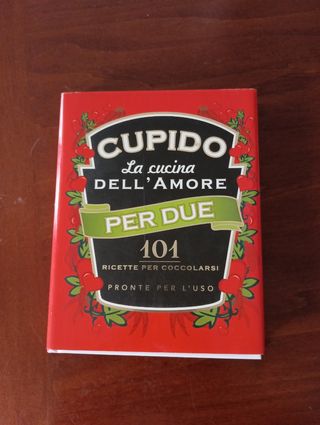 CUPIDO
La cucina
DELL'AMORE
PER DUE
101
RICETTE PER COCCOLARSI
PRONTE PER L'USO